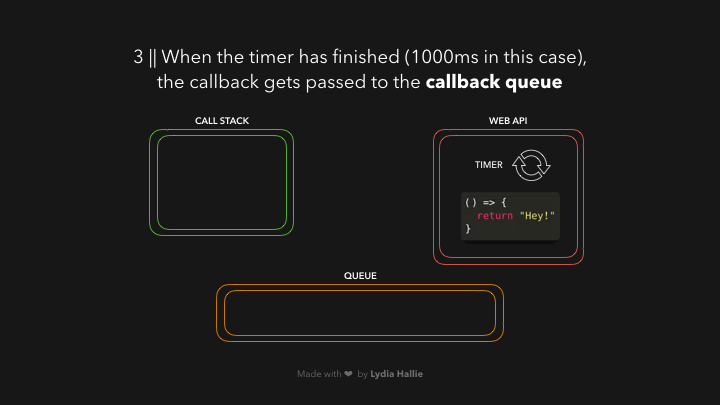 3 || When the timer has finished (1000ms in this case),
the callback gets passed to the callback queue
CALL STACK
WEB API
TIMER
() => {
  return "Hey!"
}
QUEUE
Made with ❤ by Lydia Hallie